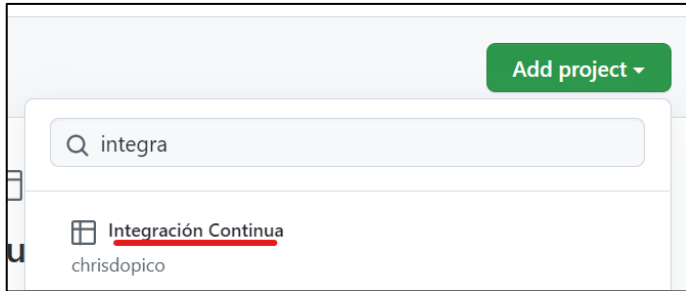 Add project
integra
Integración Continua
u
chrisdopico